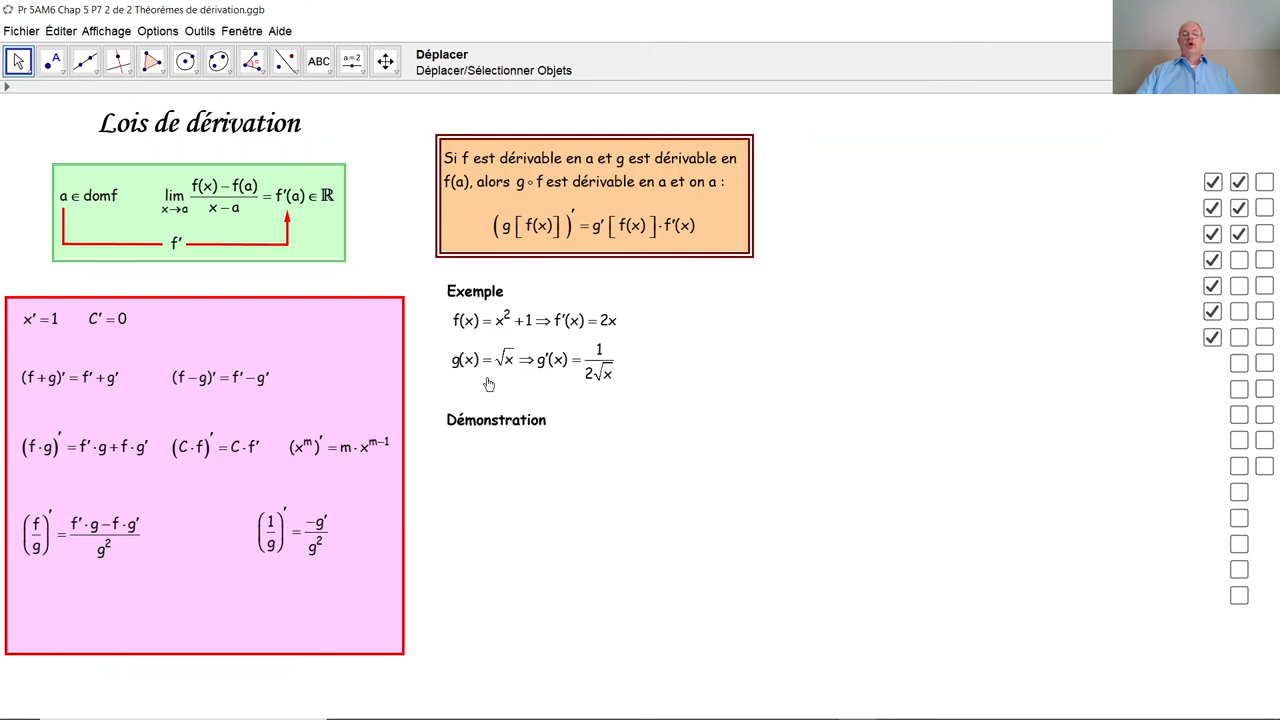 Pr 5AM6 Chap 5 P7 2 de 2 Théorèmes de dérivation.ggb
Fichier Éditer Affichage Options Outils Fenêtre Aide
A ABC a=2
Déplacer
Déplacer/Sélectionner Objets
Lois de dérivation
a ∈ domf lim x→a (f(x) − f(a))/(x − a) = f′(a) ∈ ℝ
f′
x′ = 1 C′ = 0
(f + g)′ = f′ + g′ (f − g)′ = f′ − g′
(f · g)′ = f′ · g + f · g′ (C · f)′ = C · f′ (x^m)′ = m · x^(m−1)
(f/g)′ = (f′ · g − f · g′)/g² (1/g)′ = −g′/g²
Si f est dérivable en a et g est dérivable en
f(a), alors g ∘ f est dérivable en a et on a :
(g[f(x)])′ = g′[f(x)] · f′(x)
Exemple
f(x) = x² + 1 ⇒ f′(x) = 2x
g(x) = √x ⇒ g′(x) = 1/(2√x)
Démonstration